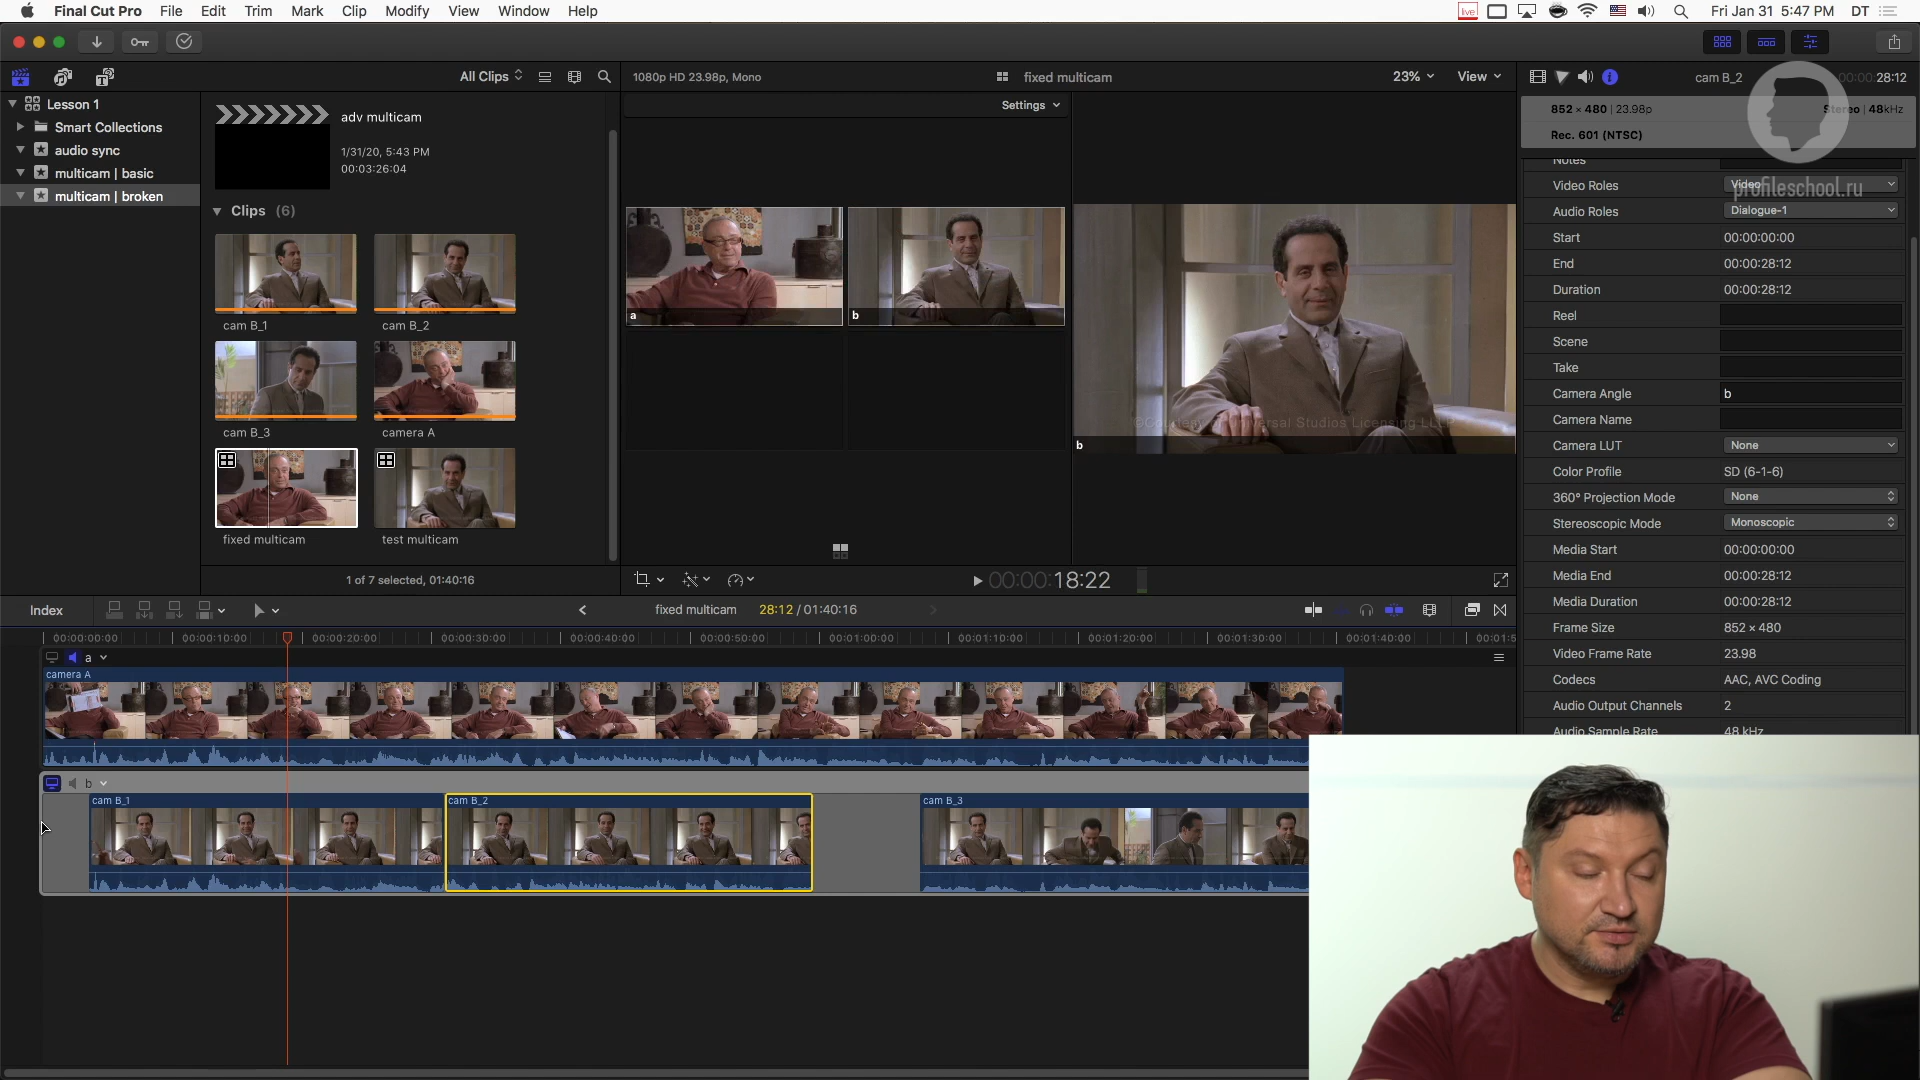 Final Cut Pro File Edit Trim Mark Clip Modify View Window Help
live Fri Jan 31 5:47 PM DT
All Clips
1080p HD 23.98p, Mono
fixed multicam
23%
View
cam B_2
28:12
Lesson 1
Smart Collections
audio sync
multicam | basic
multicam | broken
adv multicam
1/31/20, 5:43 PM
00:03:26:04
Clips (6)
cam B_1
cam B_2
cam B_3
camera A
fixed multicam
test multicam
1 of 7 selected, 01:40:16
Settings
a
b
b
00:00:18:22
852 × 480 | 23.98p
Stereo | 48kHz
Rec. 601 (NTSC)
profileschool.ru
Notes
Video Roles Video
Audio Roles Dialogue-1
Start 00:00:00:00
End 00:00:28:12
Duration 00:00:28:12
Reel
Scene
Take
Camera Angle b
Camera Name
Camera LUT None
Color Profile SD (6-1-6)
360° Projection Mode None
Stereoscopic Mode Monoscopic
Media Start 00:00:00:00
Media End 00:00:28:12
Media Duration 00:00:28:12
Frame Size 852 × 480
Video Frame Rate 23.98
Codecs AAC, AVC Coding
Audio Output Channels 2
Audio Sample Rate 48 kHz
Index
fixed multicam 28:12 / 01:40:16
00:00:00:00 00:00:10:00 00:00:20:00 00:00:30:00 00:00:40:00 00:00:50:00 00:01:00:00 00:01:10:00 00:01:20:00 00:01:30:00 00:01:40:00 00:01:5
a
camera A
b
cam B_1
cam B_2
cam B_3